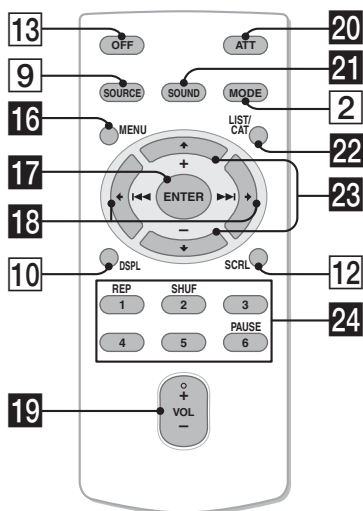 13 OFF ATT 20
9 SOURCE SOUND MODE 21
2
16 MENU LIST/CAT 22
+
17 ENTER 23
18
−
10 DSPL SCRL 12
REP SHUF
1 2 3 24
PAUSE
4 5 6
+
19 VOL
−